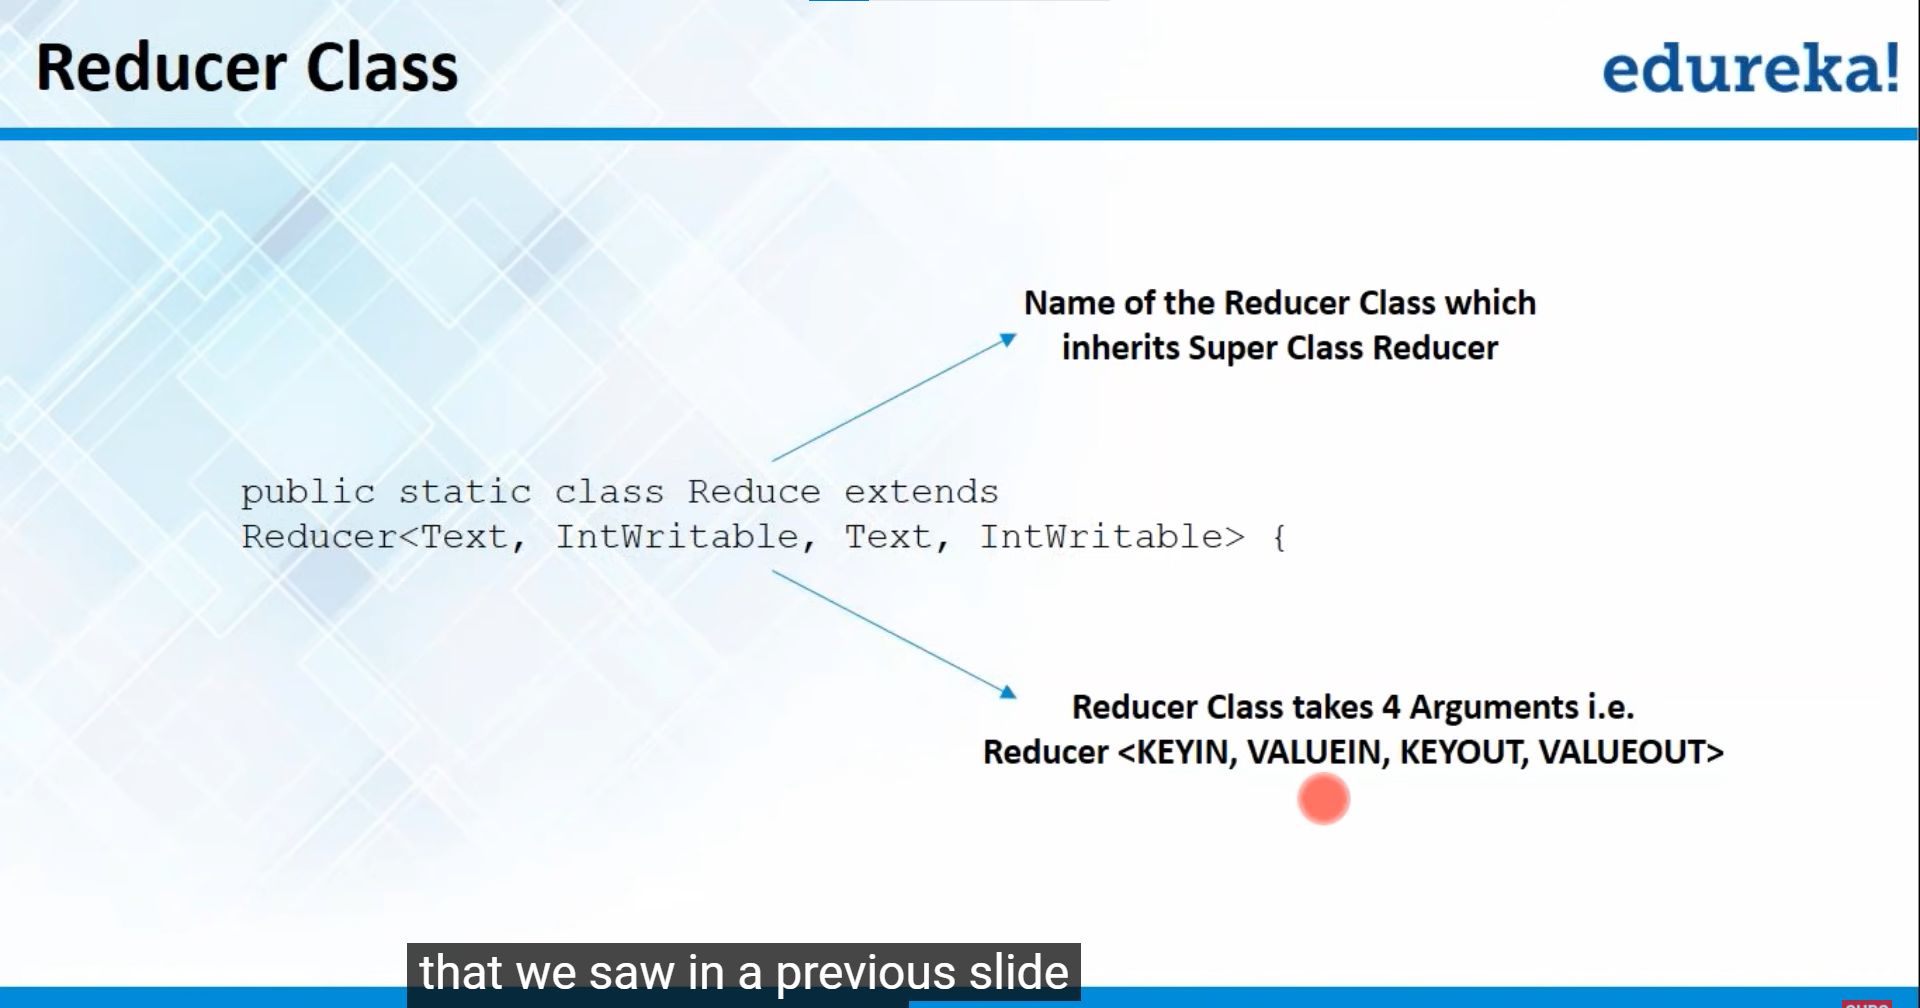 Reducer Class
edureka!
Name of the Reducer Class which
inherits Super Class Reducer
public static class Reduce extends
Reducer<Text, IntWritable, Text, IntWritable> {
Reducer Class takes 4 Arguments i.e.
Reducer <KEYIN, VALUEIN, KEYOUT, VALUEOUT>
that we saw in a previous slide